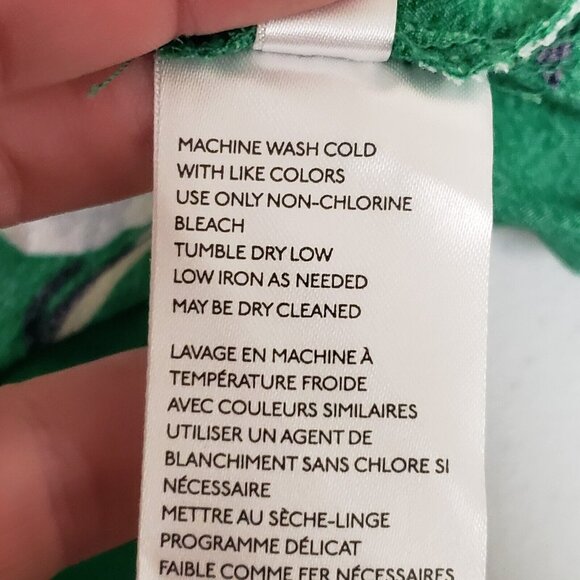 MACHINE WASH COLD
WITH LIKE COLORS
USE ONLY NON-CHLORINE
BLEACH
TUMBLE DRY LOW
LOW IRON AS NEEDED
MAY BE DRY CLEANED
LAVAGE EN MACHINE À
TEMPÉRATURE FROIDE
AVEC COULEURS SIMILAIRES
UTILISER UN AGENT DE
BLANCHIMENT SANS CHLORE SI
NÉCESSAIRE
METTRE AU SÈCHE-LINGE
PROGRAMME DÉLICAT
FAIBLE COMME FER NÉCESSAIRES